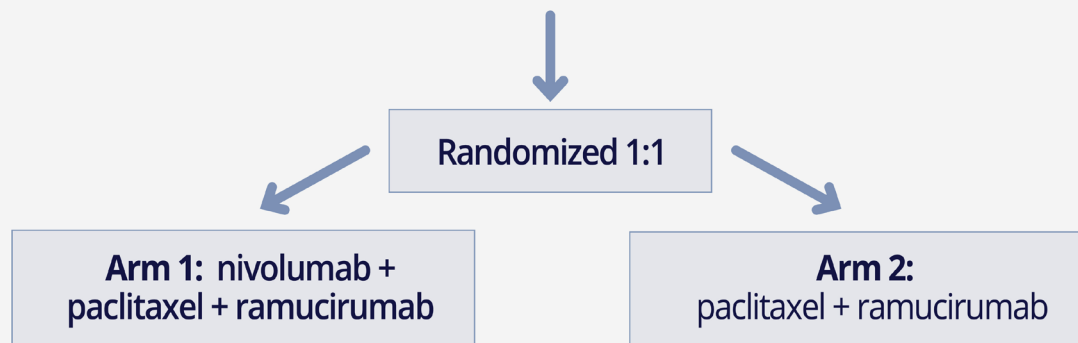 Randomized 1:1
Arm 1: nivolumab +
paclitaxel + ramucirumab
Arm 2:
paclitaxel + ramucirumab